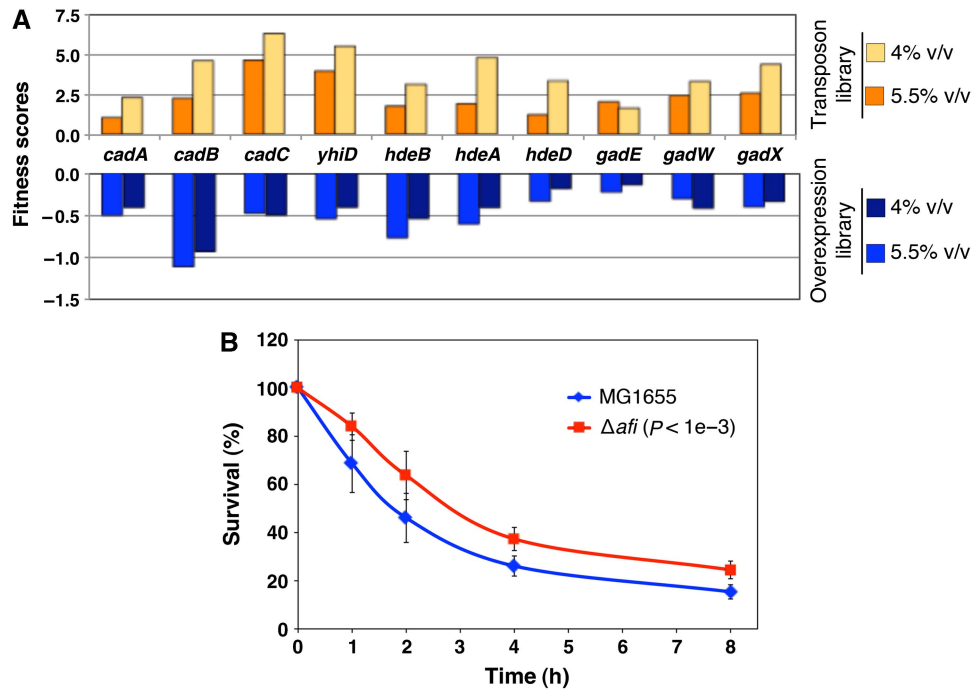 A
7.5
5.0
2.5
0.0
Fitness scores
cadA cadB cadC yhiD hdeB hdeA hdeD gadE gadW gadX
0.0
−0.5
−1.0
−1.5
Transposon
library
4% v/v
5.5% v/v
Overexpression
library
4% v/v
5.5% v/v
B
120
100
80
60
40
20
0
Survival (%)
MG1655
Δafi (P < 1e−3)
0 1 2 3 4 5 6 7 8
Time (h)